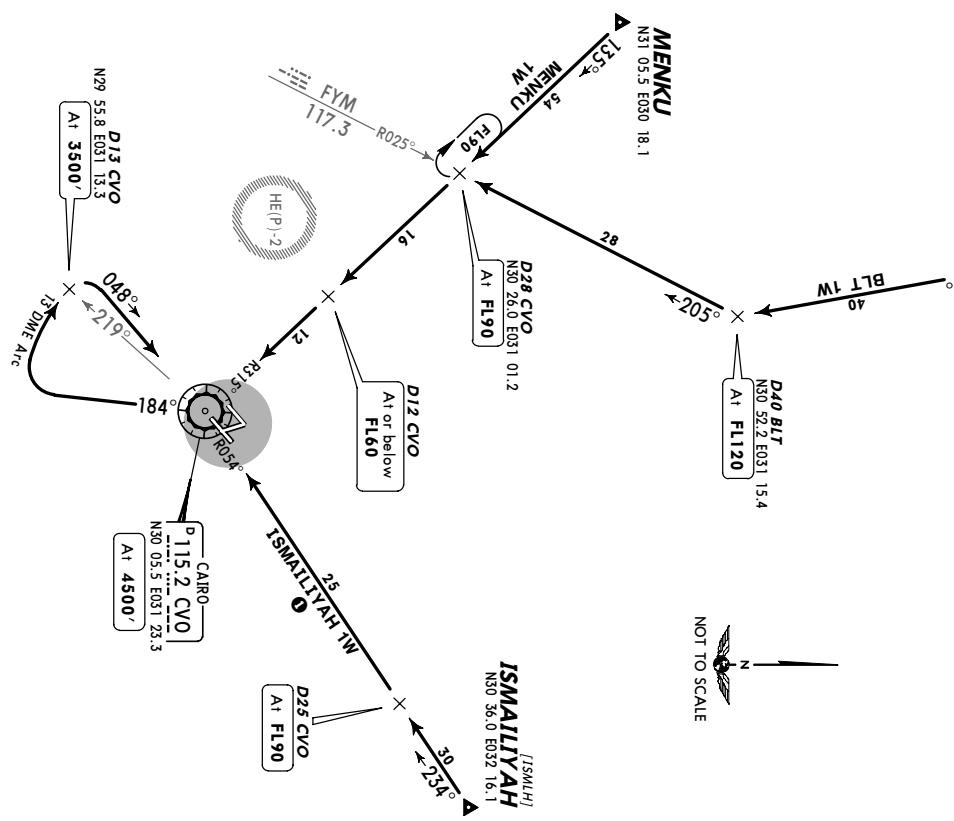 MENKU
N31 05.5 E030 18.1
135°
54
MENKU
1W
FYM
117.3
R025°
FL90
28
BLT 1W
40
205°
D40 BLT
N30 52.2 E031 15.4
At FL120
D28 CVO
N30 26.0 E031 01.2
At FL90
16
HE(P)-2
D13 CVO
N29 55.8 E031 13.3
At 3500'
048°
219°
13 DME Arc
184°
12
R315°
D12 CVO
At or below
FL60
R054°
CAIRO
D 115.2 CVO
N30 05.5 E031 23.3
At 4500'
25
ISMAILIYAH 1W
1
D25 CVO
At FL90
30
234°
[ISMLH]
ISMAILIYAH
N30 36.0 E032 16.1
N
NOT TO SCALE